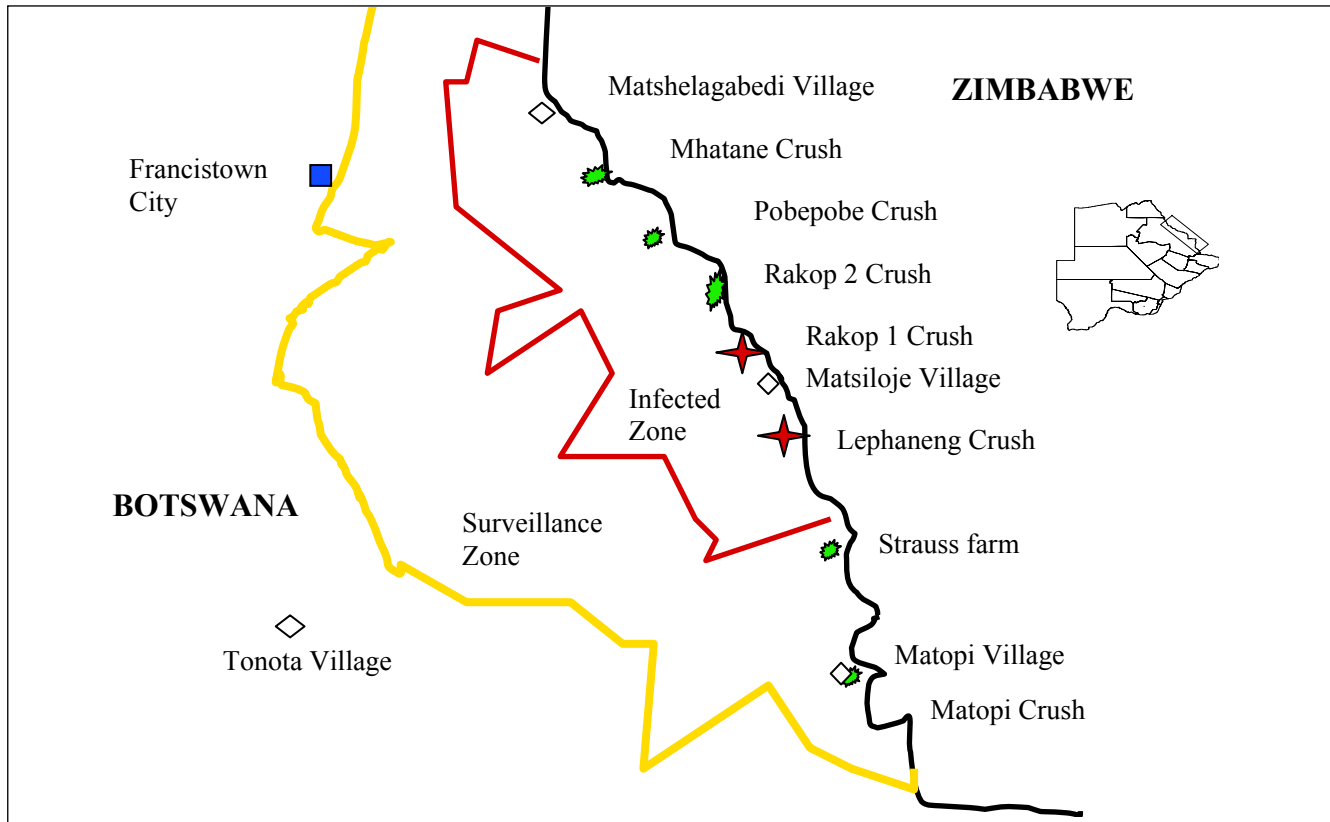 Matshelagabedi Village
ZIMBABWE
Mhatane Crush
Francistown
City
Pobepobe Crush
Rakop 2 Crush
Rakop 1 Crush
Matsiloje Village
Infected
Zone
Lephaneng Crush
BOTSWANA
Surveillance
Zone
Strauss farm
Tonota Village
Matopi Village
Matopi Crush